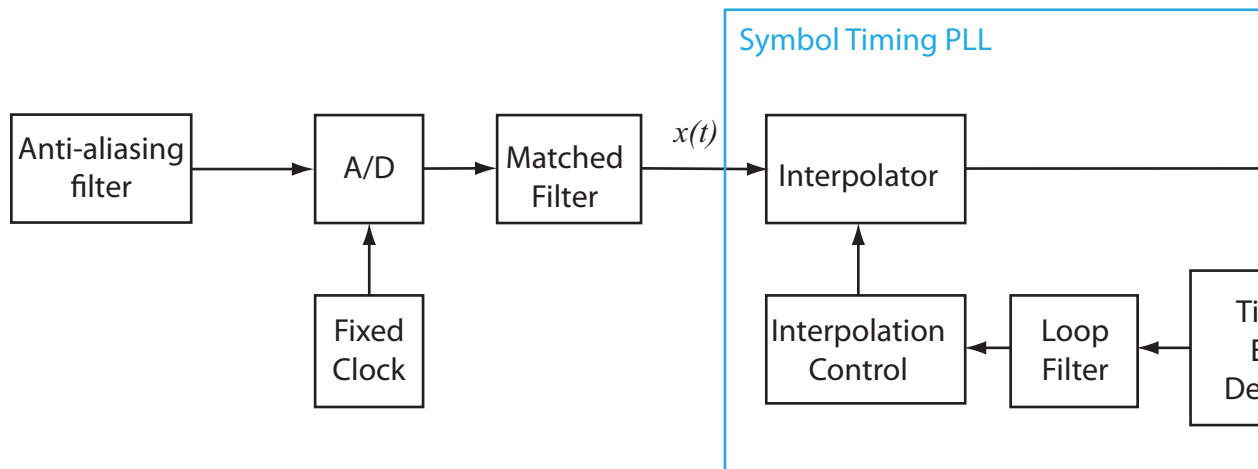 Symbol Timing PLL
Anti-aliasing
filter
A/D
Matched
Filter
x(t)
Interpolator
Fixed
Clock
Interpolation
Control
Loop
Filter